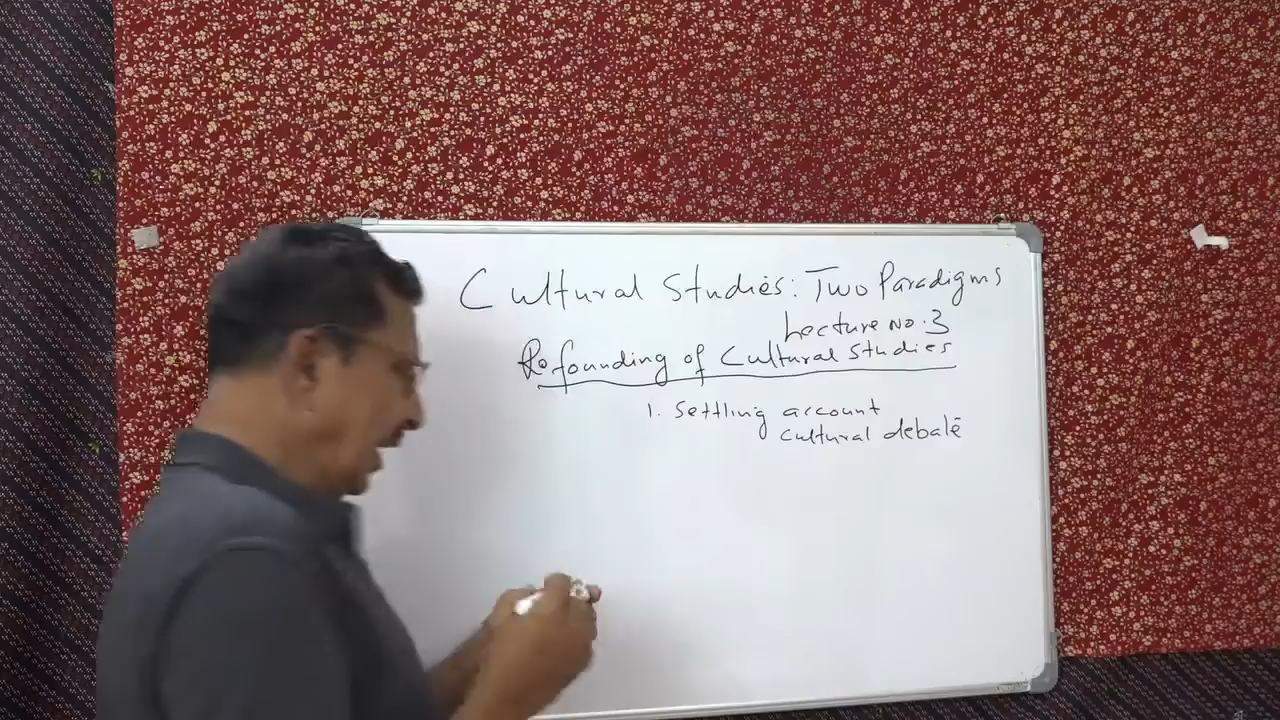 Cultural Studies: Two Paradigms
Lecture No. 3
Refounding of Cultural Studies
1. Settling account
cultural debate